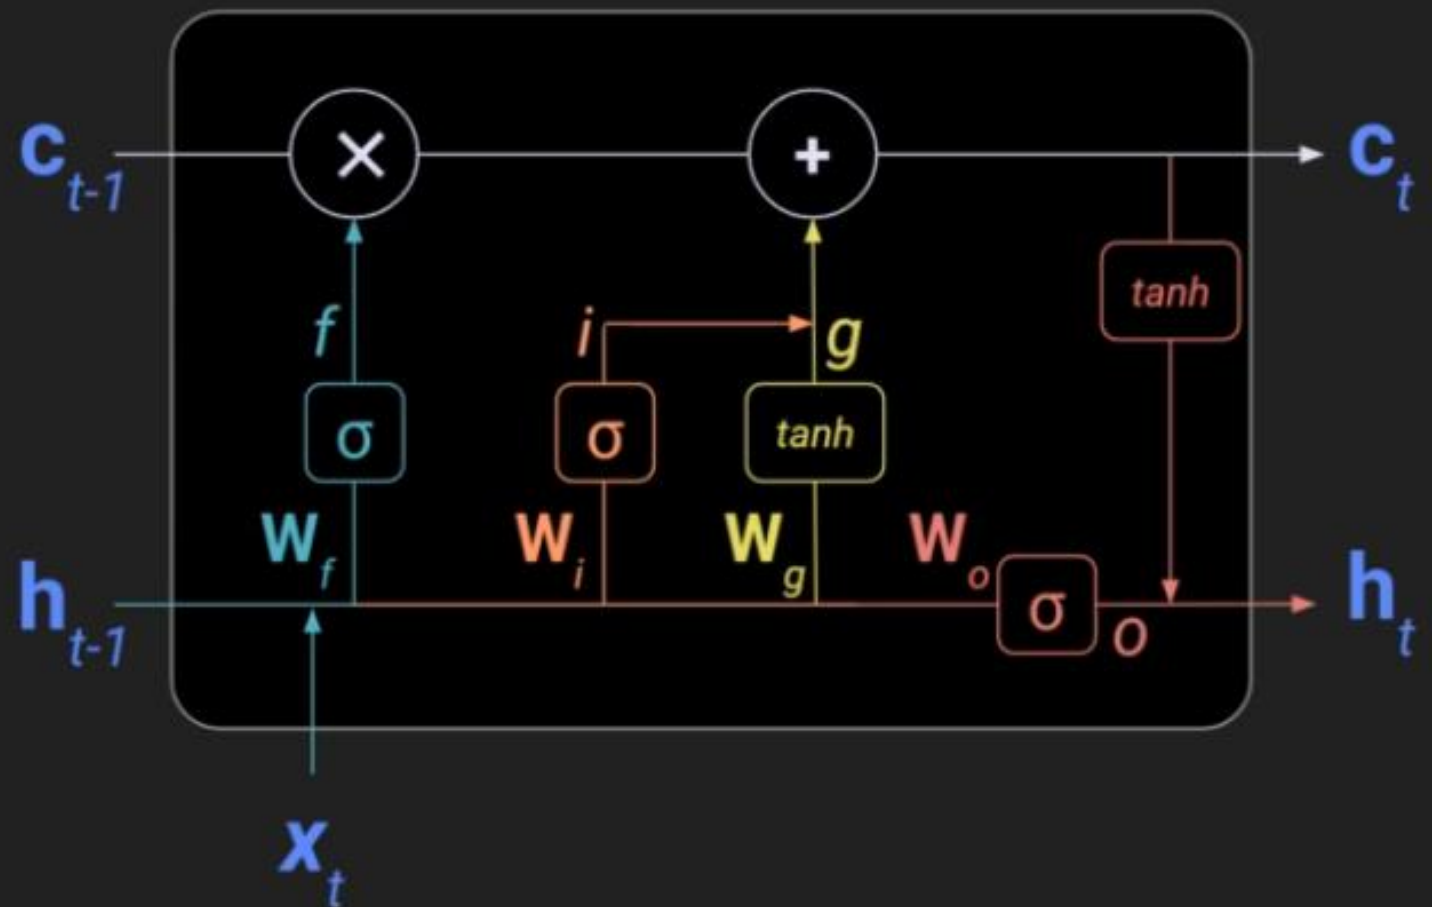 ×
+
c t-1
c t
tanh
f
i
g
σ
σ
tanh
W f
W i
W g
W o
h t-1
σ
o
h t
x t